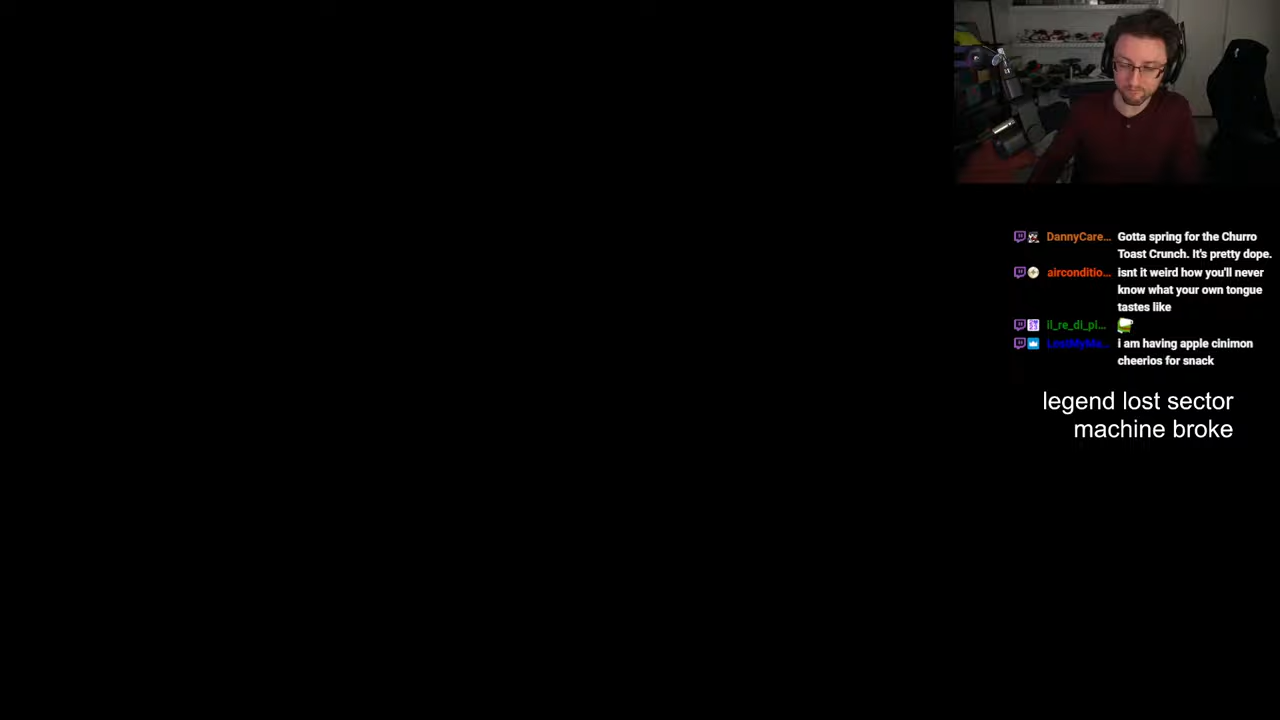 DannyCare... Gotta spring for the Churro
Toast Crunch. It's pretty dope.
airconditio... isnt it weird how you'll never
know what your own tongue
tastes like
il_re_di_pl...
LostMyMa... i am having apple cinimon
cheerios for snack
legend lost sector
machine broke